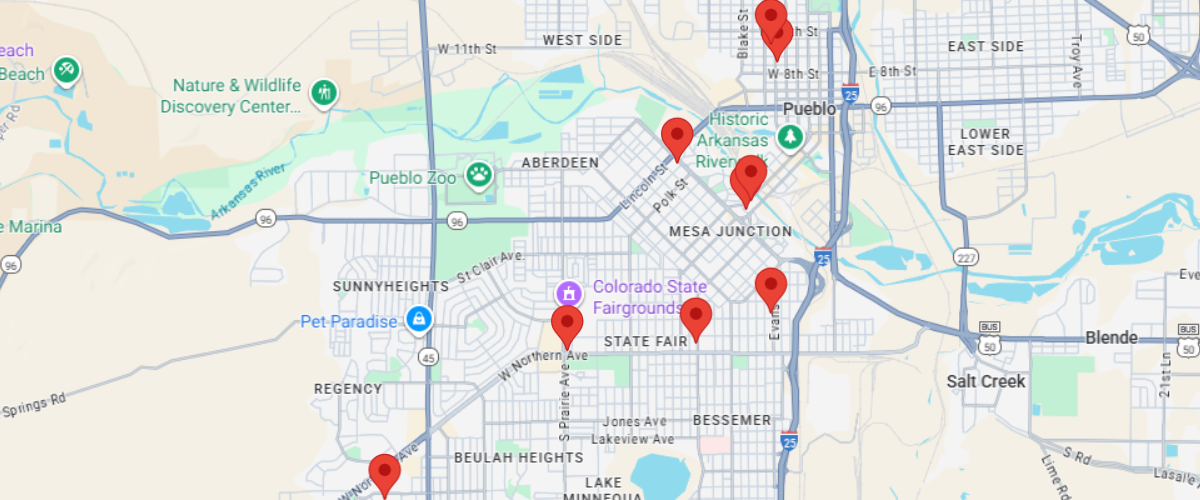 Blake St
WEST SIDE
W 11th St
EAST SIDE
Troy Ave
50
each
Beach
Nature & Wildlife
Discovery Center...
W 8th St
E 8th St
25
96
Pueblo
Historic
Arkansas
LOWER
EAST SIDE
ABERDEEN
Pueblo Zoo
Arkansas River
Lincoln St
Polk St
96
96
Marina
MESA JUNCTION
96
25
227
St Clair Ave
SUNNYHEIGHTS
Colorado State
Fairgrounds
Pet Paradise
STATE FAIR
Evans
BUS
50
Blende
BUS
50
45
W Northern Ave
REGENCY
Salt Creek
21st Ln
Springs Rd
S Prairie Ave
Jones Ave
BESSEMER
Lakeview Ave
25
BEULAH HEIGHTS
S Rd
Lime Rd
LAKE
MINNEQUA